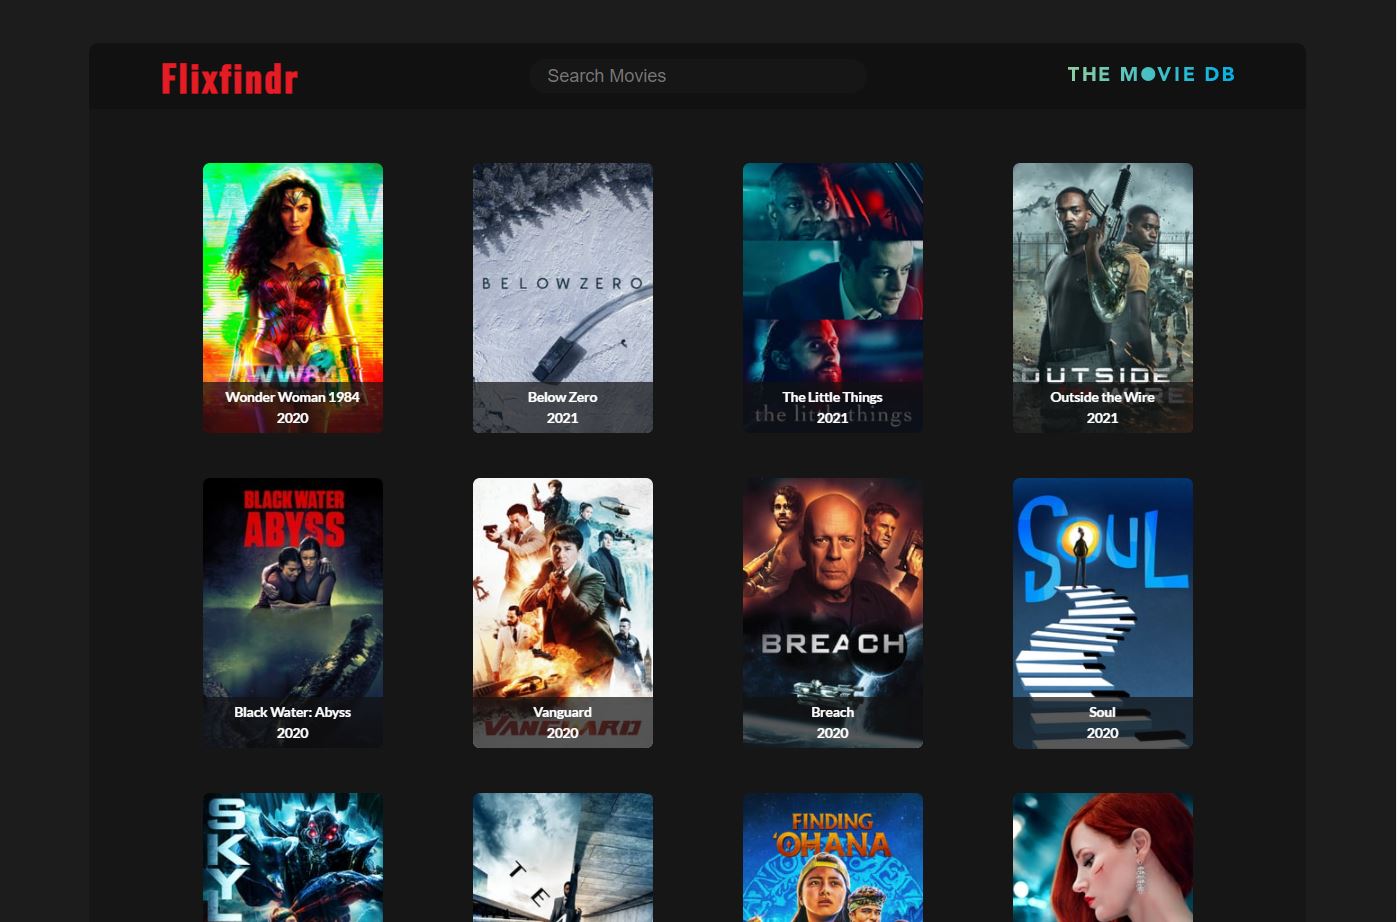 Flixfindr
Search Movies
THE MOVIE DB
WW84
Wonder Woman 1984
2020
BELOWZERO
Below Zero
2021
The Little Things
the little things
2021
OUTSIDE
WIRE
Outside the Wire
2021
BLACK WATER
ABYSS
Black Water: Abyss
2020
VANGUARD
Vanguard
2020
BREACH
Breach
2020
SOUL
Soul
2020
SKYL
TE
FINDING
'OHANA